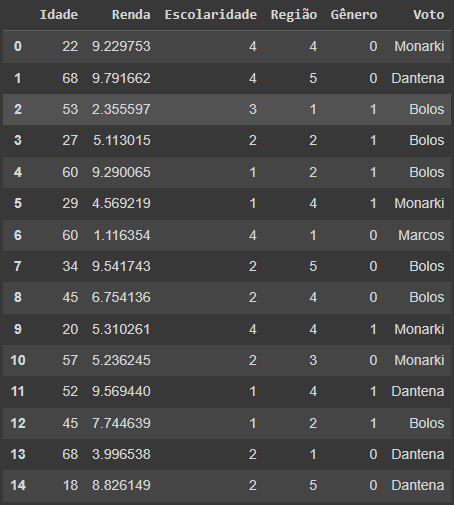 Idade Renda Escolaridade Região Gênero Voto
0 22 9.229753 4 4 0 Monarki
1 68 9.791662 4 5 0 Dantena
2 53 2.355597 3 1 1 Bolos
3 27 5.113015 2 2 1 Bolos
4 60 9.290065 1 2 1 Bolos
5 29 4.569219 1 4 1 Monarki
6 60 1.116354 4 1 0 Marcos
7 34 9.541743 2 5 0 Bolos
8 45 6.754136 2 4 0 Bolos
9 20 5.310261 4 4 1 Monarki
10 57 5.236245 2 3 0 Monarki
11 52 9.569440 1 4 1 Dantena
12 45 7.744639 1 2 1 Bolos
13 68 3.996538 2 1 0 Dantena
14 18 8.826149 2 5 0 Dantena